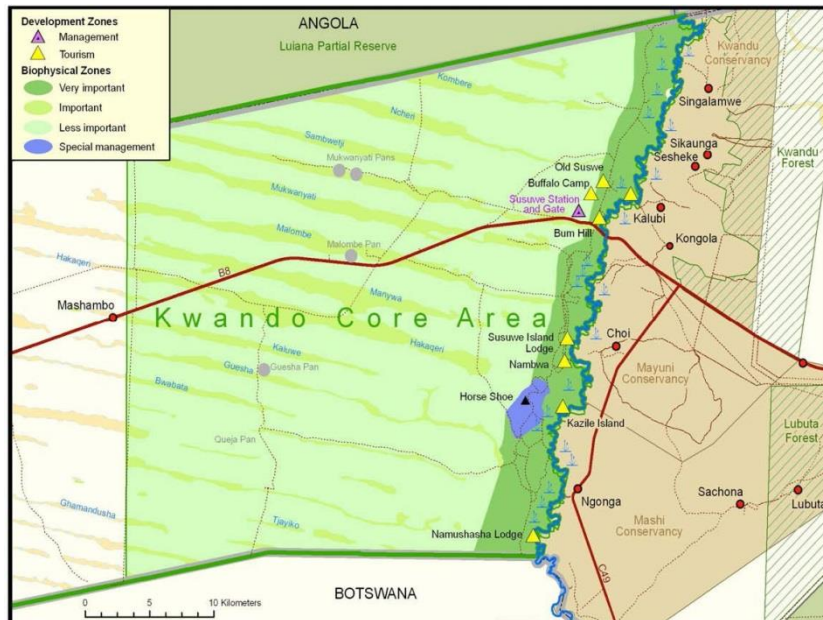 Development Zones
Management
Tourism
Biophysical Zones
Very important
Important
Less important
Special management
ANGOLA
Luiana Partial Reserve
Kwandu
Conservancy
Singalamwe
Kombere
Ncheri
Sambwetji
Mukwanyati Pans
Sikaunga
Sesheke
Kwandu
Forest
Old Suswe
Buffalo Camp
Mukwanyati
Susuwe Station
and Gate
Kalubi
Malombe
Bum Hill
Kongola
Malombe Pan
Hakaqeri
B8
Mashambo
Manywa
Kwando Core Area
Susuwe Island
Lodge
Choi
Kaluwe
Hakaqeri
Nambwa
Mayuni
Conservancy
Guesha
Guesha Pan
Bwabata
Horse Shoe
Kazile Island
Lubuta
Forest
Queja Pan
Ngonga
Sachona
Lubuta
Ghamandusha
Mashi
Conservancy
Tjayiko
Namushasha Lodge
C49
BOTSWANA
0 5 10 Kilometers